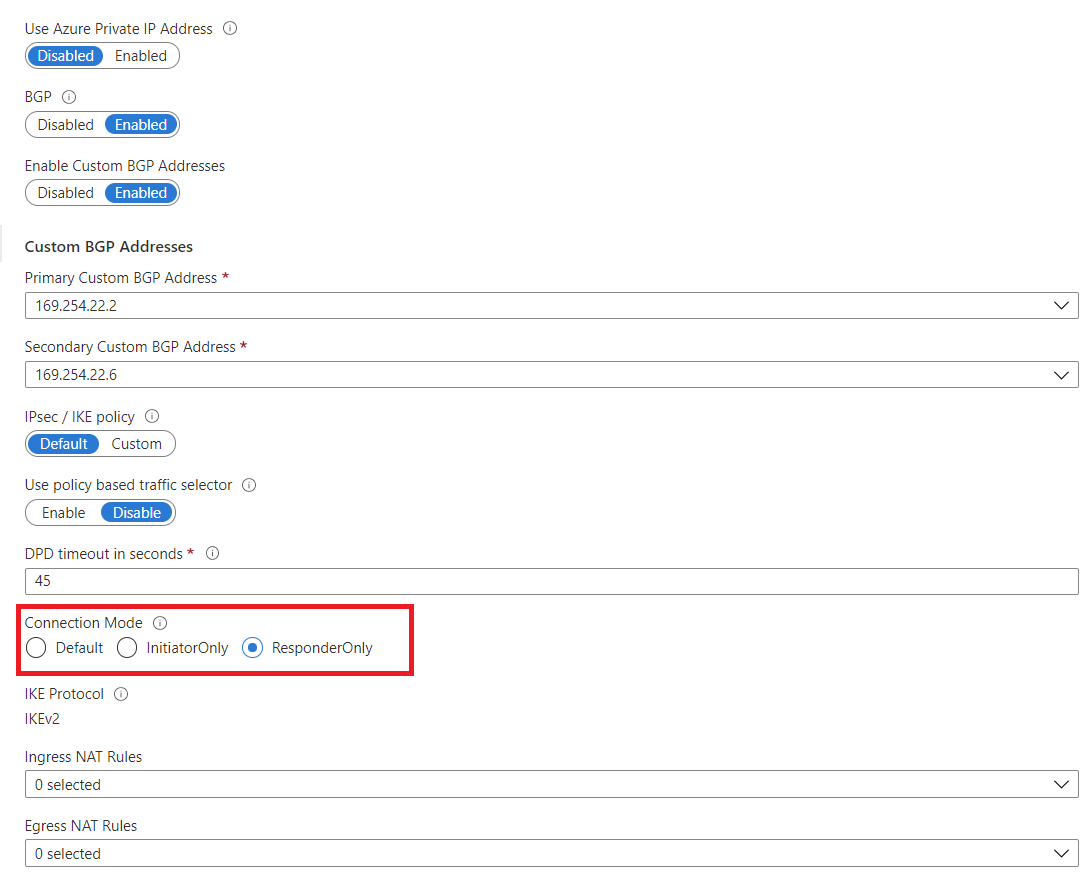 Use Azure Private IP Address
Disabled Enabled
BGP
Disabled Enabled
Enable Custom BGP Addresses
Disabled Enabled
Custom BGP Addresses
Primary Custom BGP Address *
169.254.22.2
Secondary Custom BGP Address *
169.254.22.6
IPsec / IKE policy
Default Custom
Use policy based traffic selector
Enable Disable
DPD timeout in seconds *
45
Connection Mode
Default InitiatorOnly ResponderOnly
IKE Protocol
IKEv2
Ingress NAT Rules
0 selected
Egress NAT Rules
0 selected